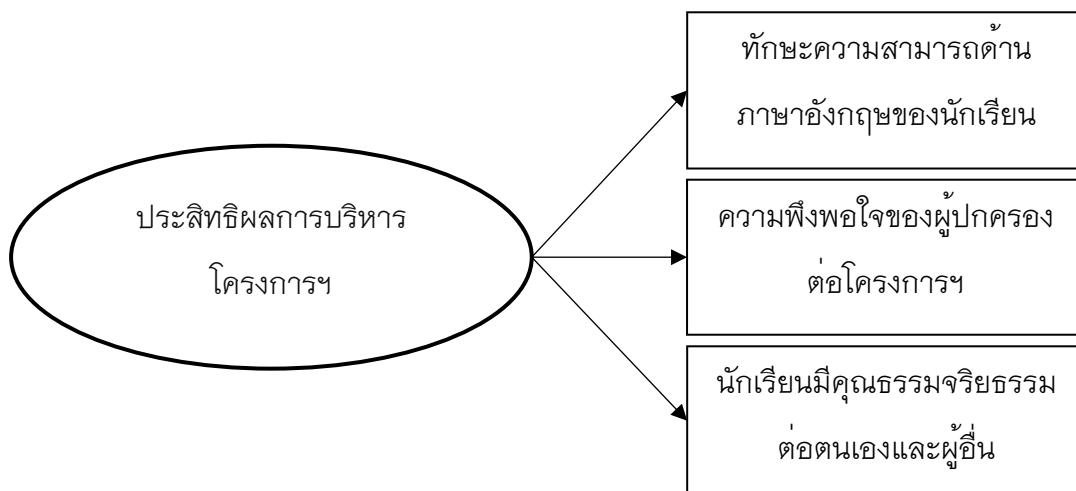 ประสิทธิผลการบริหาร
โครงการฯ
ทักษะความสามารถด้าน
ภาษาอังกฤษของนักเรียน
ความพึงพอใจของผู้ปกครอง
ต่อโครงการฯ
นักเรียนมีคุณธรรมจริยธรรม
ต่อตนเองและผู้อื่น